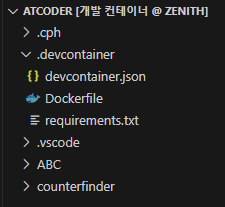 ATCODER [개발 컨테이너 @ ZENITH]
.cph
.devcontainer
{} devcontainer.json
Dockerfile
requirements.txt
.vscode
ABC
counterfinder